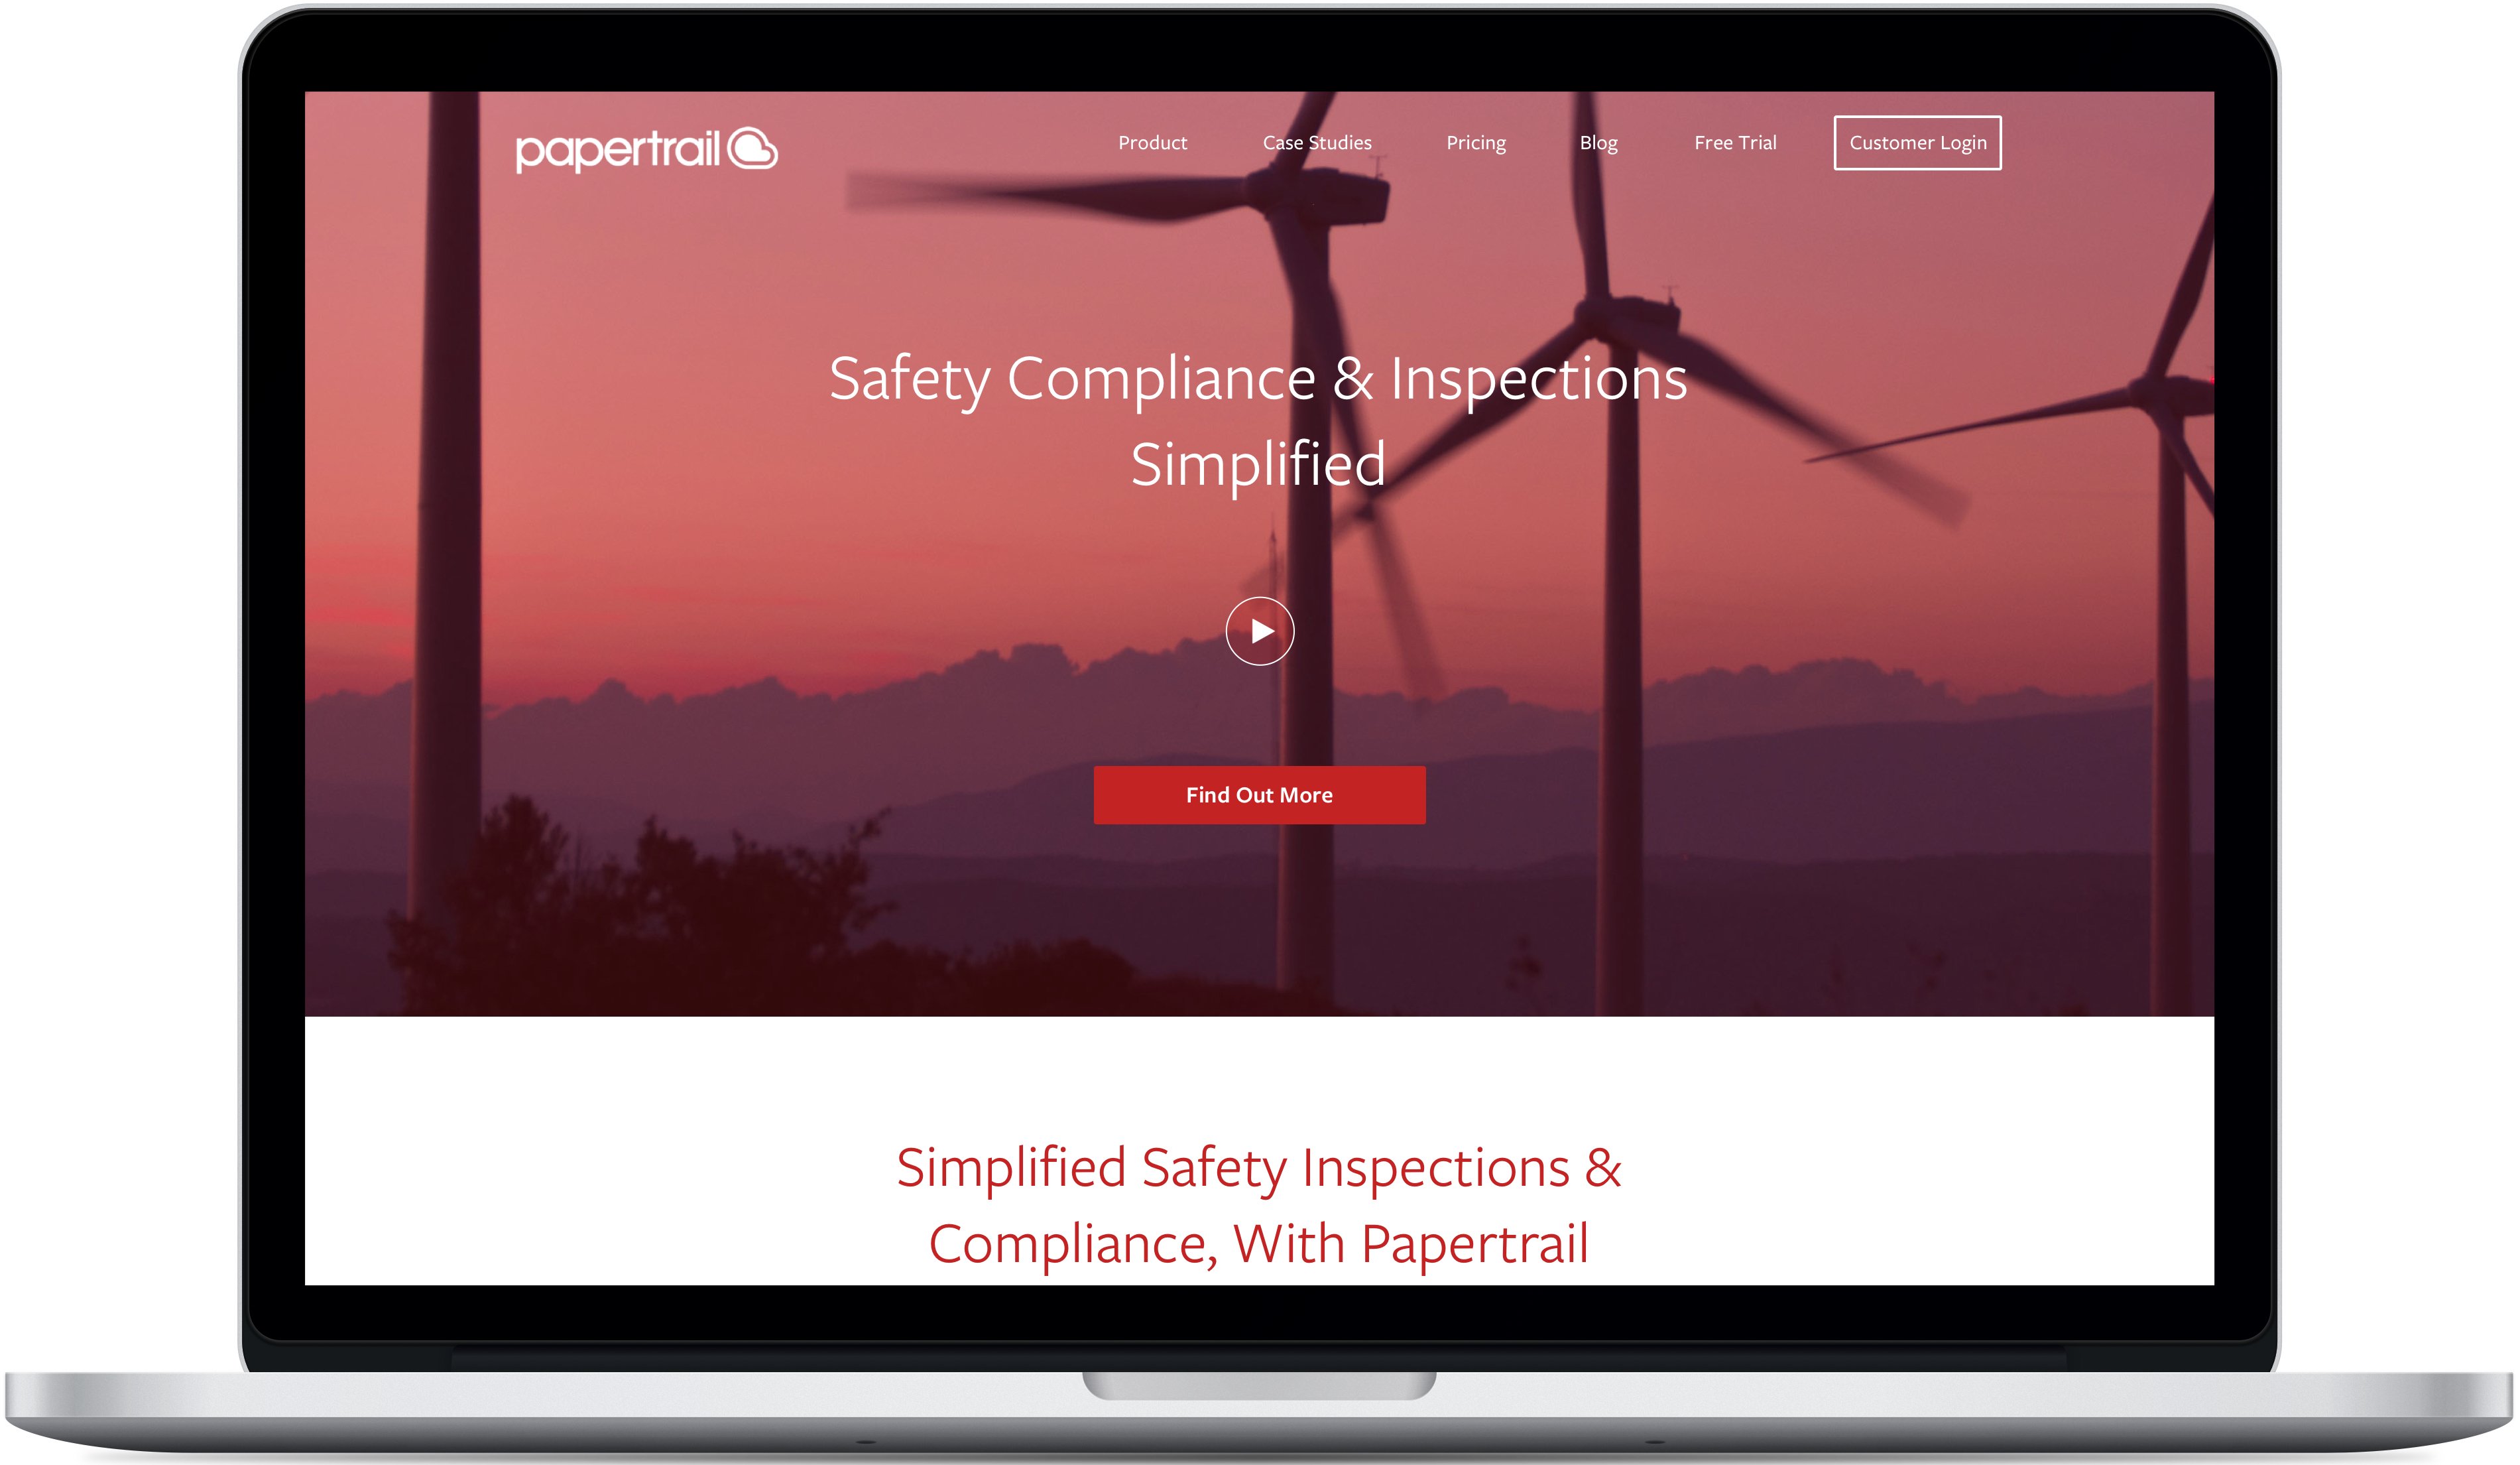 papertrail
Product
Case Studies
Pricing
Blog
Free Trial
Customer Login
Safety Compliance & Inspections
Simplified
Find Out More
Simplified Safety Inspections &
Compliance, With Papertrail